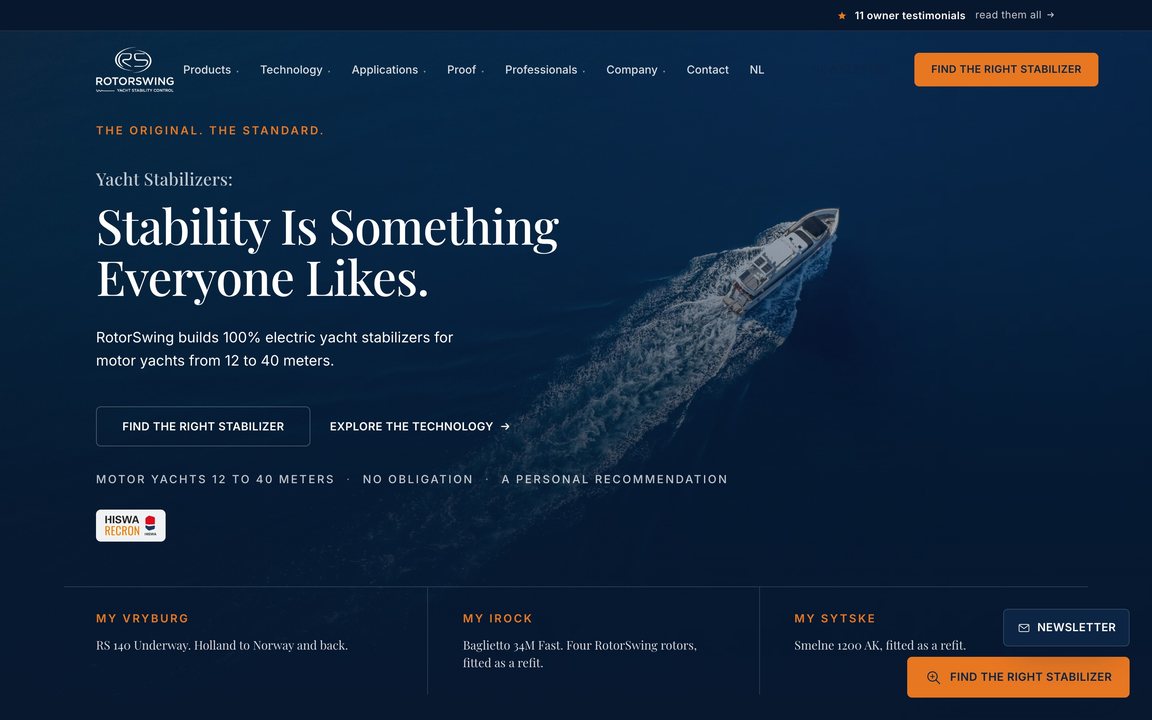 ★ 11 owner testimonials read them all →
RS
ROTORSWING
YACHT STABILITY CONTROL
Products Technology Applications Proof Professionals Company Contact NL
FIND THE RIGHT STABILIZER
THE ORIGINAL. THE STANDARD.
Yacht Stabilizers:
Stability Is Something
Everyone Likes.
RotorSwing builds 100% electric yacht stabilizers for
motor yachts from 12 to 40 meters.
FIND THE RIGHT STABILIZER EXPLORE THE TECHNOLOGY →
MOTOR YACHTS 12 TO 40 METERS · NO OBLIGATION · A PERSONAL RECOMMENDATION
HISWA
RECRON
HISWA
MY VRYBURG
RS 140 Underway. Holland to Norway and back.
MY IROCK
Baglietto 34M Fast. Four RotorSwing rotors,
fitted as a refit.
MY SYTSKE
Smelne 1200 AK, fitted as a refit.
NEWSLETTER
FIND THE RIGHT STABILIZER